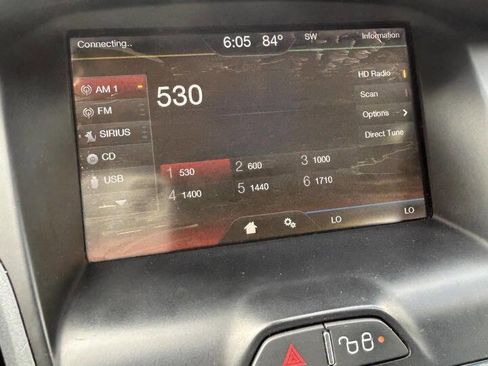 Connecting..
6:05 84° SW Information
AM 1
FM
SIRIUS
CD
USB
530
HD Radio
Scan
Options >
Direct Tune
1 530 2 600 3 1000
4 1400 5 1440 6 1710
LO LO